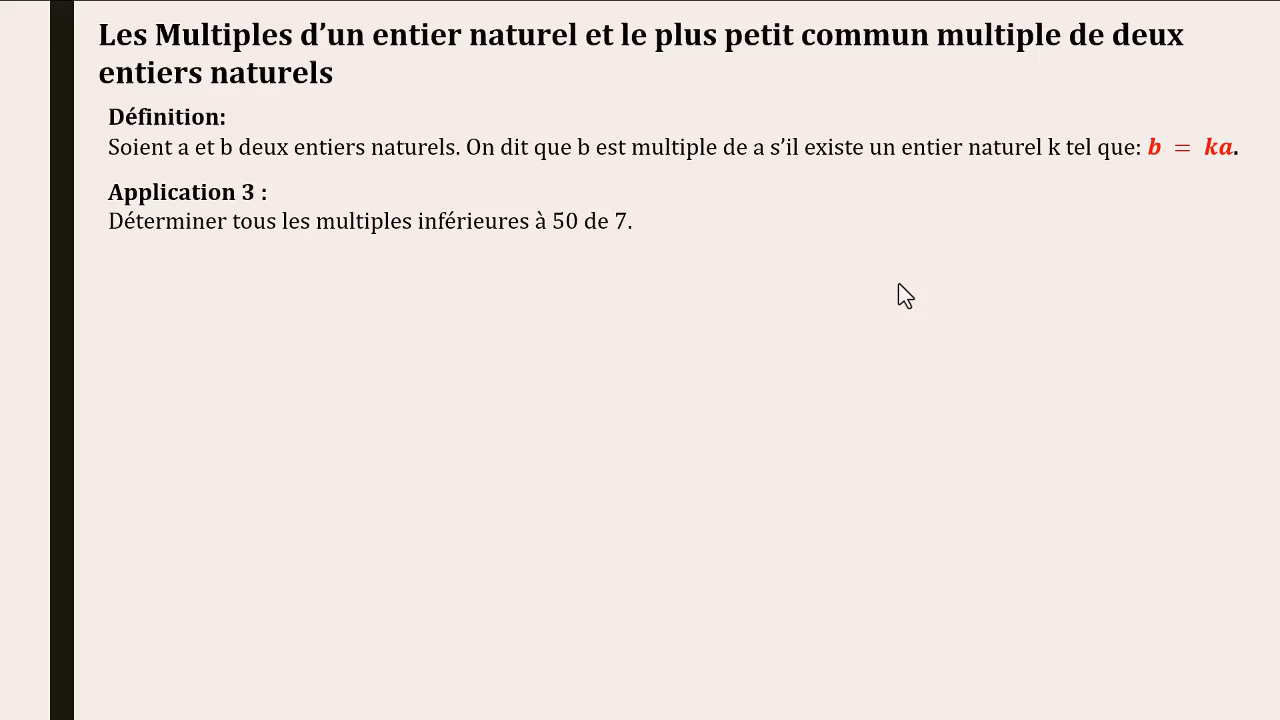 Les Multiples d’un entier naturel et le plus petit commun multiple de deux
entiers naturels
Définition:
Soient a et b deux entiers naturels. On dit que b est multiple de a s’il existe un entier naturel k tel que: b = ka.
Application 3 :
Déterminer tous les multiples inférieures à 50 de 7.